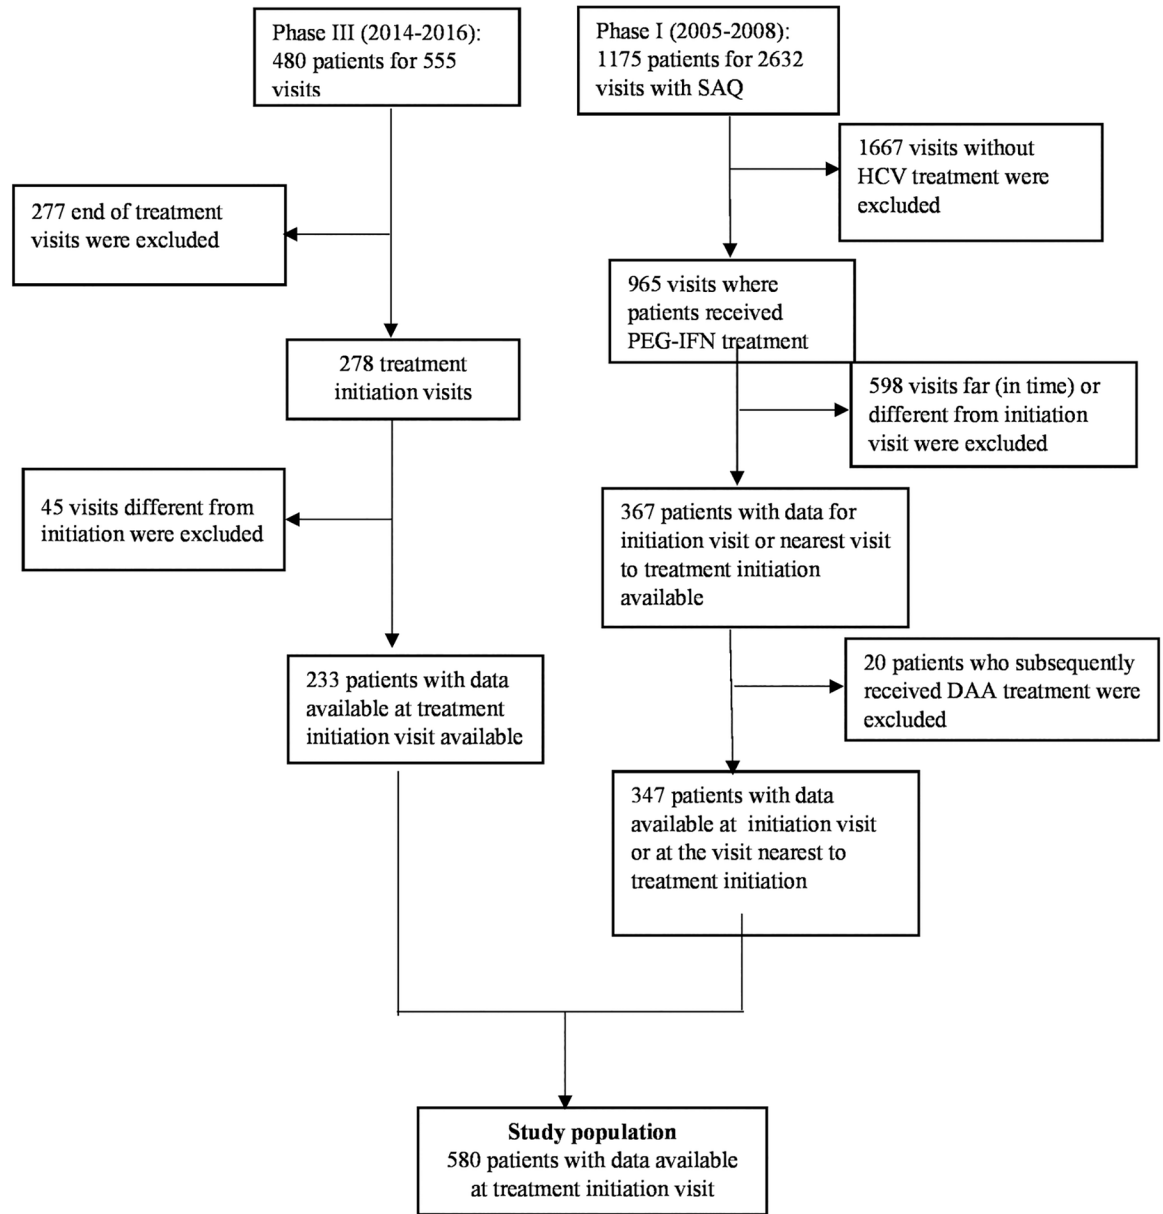 Phase III (2014-2016):
480 patients for 555
visits
Phase I (2005-2008):
1175 patients for 2632
visits with SAQ
1667 visits without
HCV treatment were
excluded
277 end of treatment
visits were excluded
965 visits where
patients received
PEG-IFN treatment
278 treatment
initiation visits
598 visits far (in time) or
different from initiation
visit were excluded
45 visits different from
initiation were excluded
367 patients with data for
initiation visit or nearest visit
to treatment initiation
available
20 patients who subsequently
received DAA treatment were
excluded
233 patients with data
available at treatment
initiation visit available
347 patients with data
available at initiation visit
or at the visit nearest to
treatment initiation
Study population
580 patients with data available
at treatment initiation visit